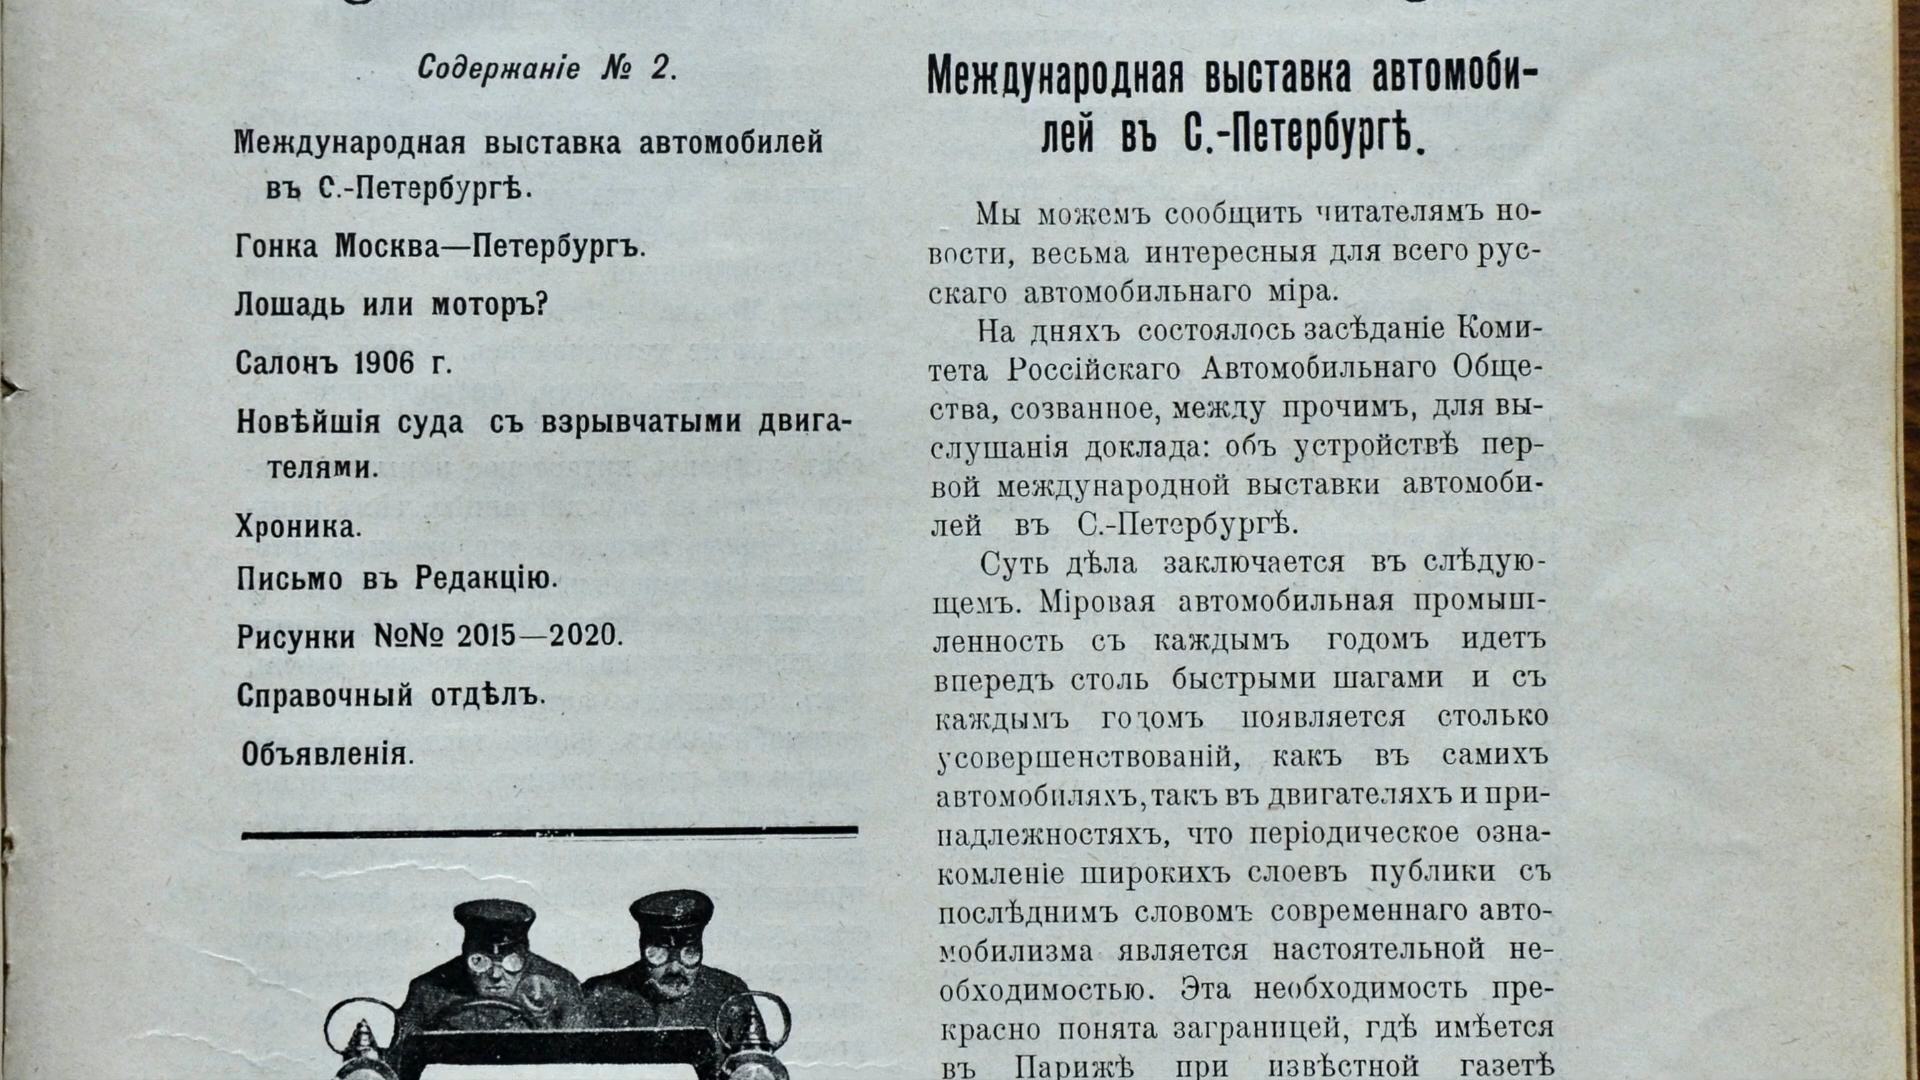 Содержаніе № 2.
Международная выставка автомобилей
въ С.-Петербургѣ.
Гонка Москва—Петербургъ.
Лошадь или моторъ?
Салонъ 1906 г.
Новѣйшія суда съ взрывчатыми двига-
телями.
Хроника.
Письмо въ Редакцію.
Рисунки №№ 2015—2020.
Справочный отдѣлъ.
Объявленія.
Международная выставка автомоби-
лей въ С.-Петербургѣ.
Мы можемъ сообщить читателямъ но-
вости, весьма интересныя для всего рус-
скаго автомобильнаго міра.
На дняхъ состоялось засѣданіе Коми-
тета Россійскаго Автомобильнаго Обще-
ства, созванное, между прочимъ, для вы-
слушанія доклада: объ устройствѣ пер-
вой международной выставки автомоби-
лей въ С.-Петербургѣ.
Суть дѣла заключается въ слѣдую-
щемъ. Міровая автомобильная промыш-
ленность съ каждымъ годомъ идетъ
впередъ столь быстрыми шагами и съ
каждымъ годомъ появляется столько
усовершенствованій, какъ въ самихъ
автомобиляхъ, такъ въ двигателяхъ и при-
надлежностяхъ, что періодическое озна-
комленіе широкихъ слоевъ публики съ
послѣднимъ словомъ современнаго авто-
мобилизма является настоятельной не-
обходимостью. Эта необходимость пре-
красно понята заграницей, гдѣ имѣется
въ Парижѣ при извѣстной газетѣ